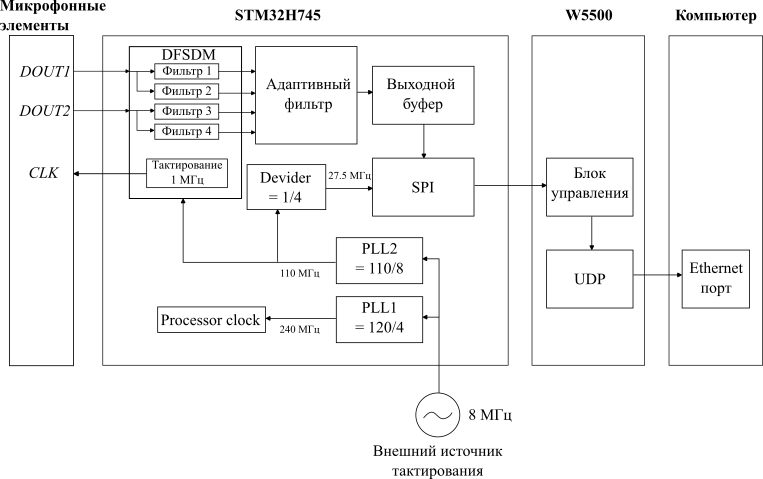 Микрофонные
элементы
STM32H745
W5500
Компьютер
DOUT1
DOUT2
CLK
DFSDM
Фильтр 1
Фильтр 2
Фильтр 3
Фильтр 4
Тактирование
1 МГц
Адаптивный
фильтр
Выходной
буфер
Devider
= 1/4
27.5 МГц
SPI
Блок
управления
UDP
Ethernet
порт
PLL2
= 110/8
110 МГц
PLL1
= 120/4
Processor clock
240 МГц
8 МГц
Внешний источник
тактирования